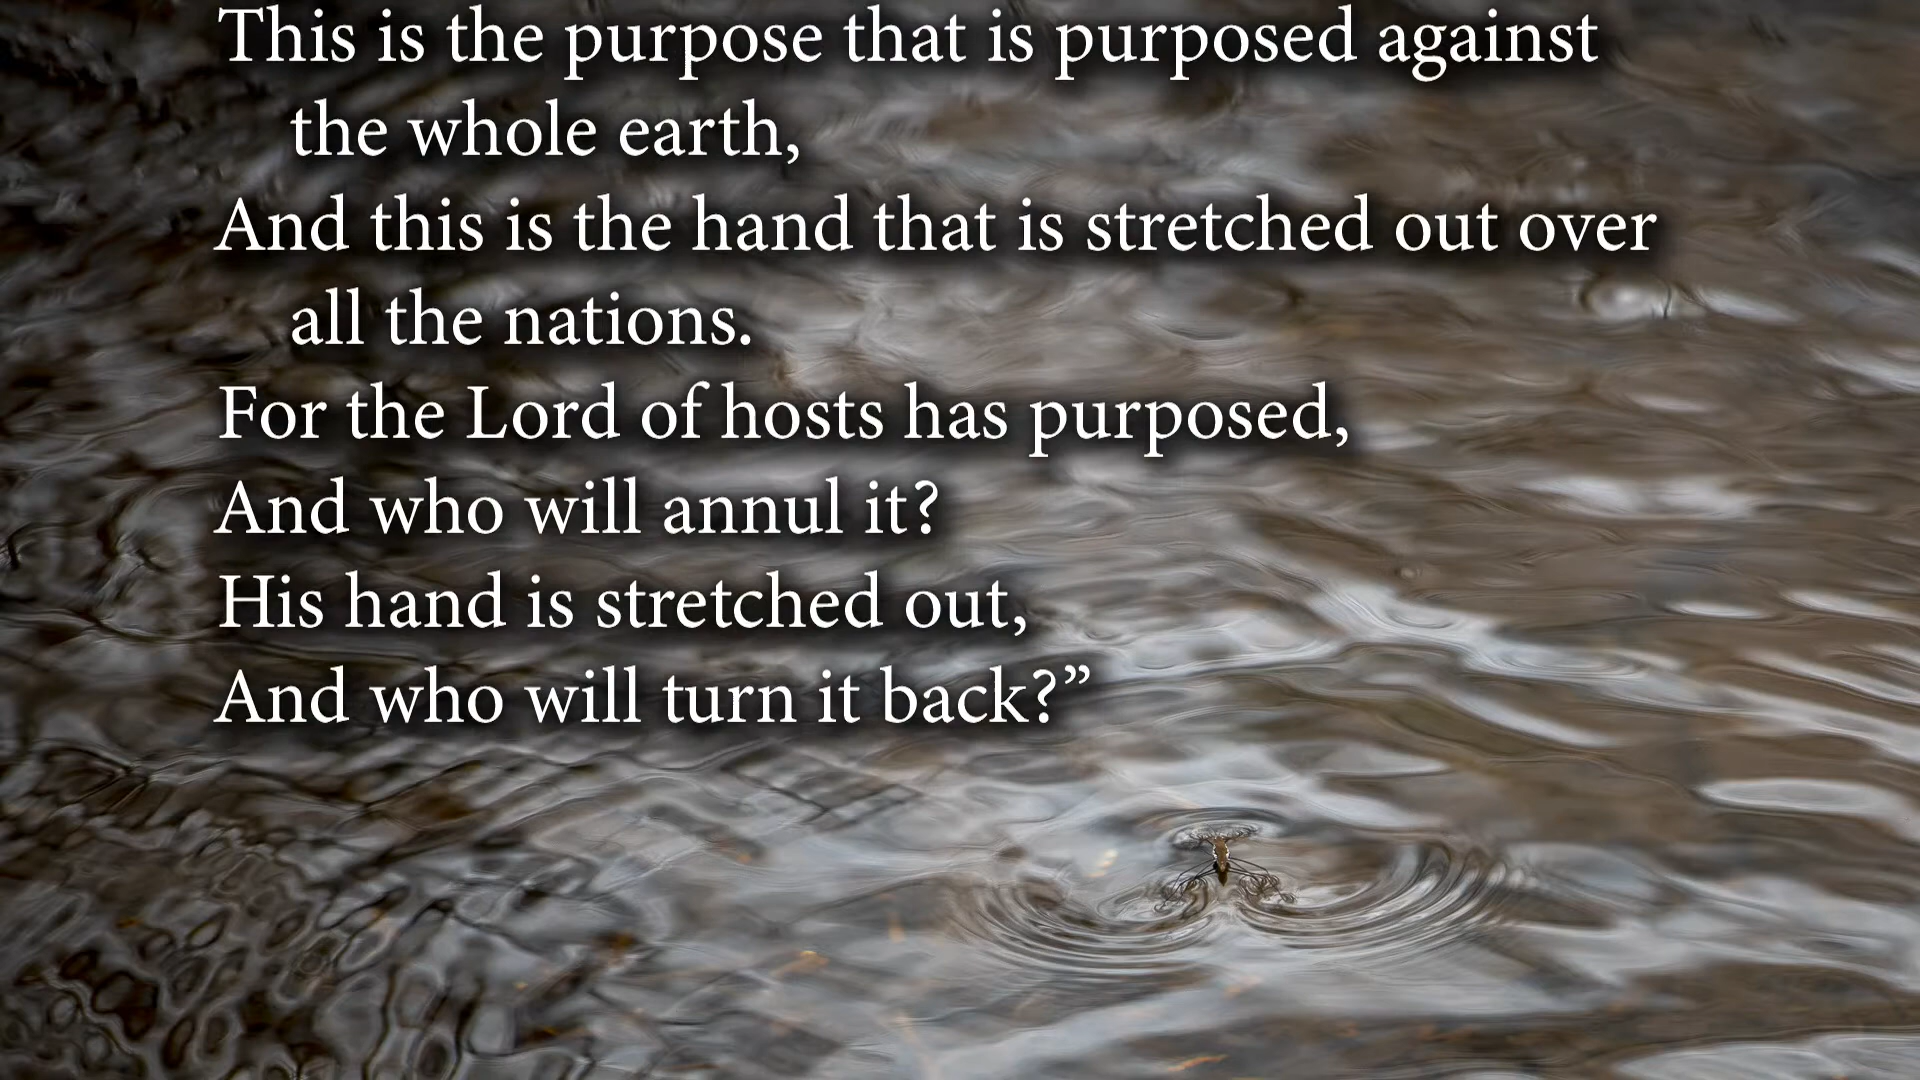 This is the purpose that is purposed against
the whole earth,
And this is the hand that is stretched out over
all the nations.
For the Lord of hosts has purposed,
And who will annul it?
His hand is stretched out,
And who will turn it back?”